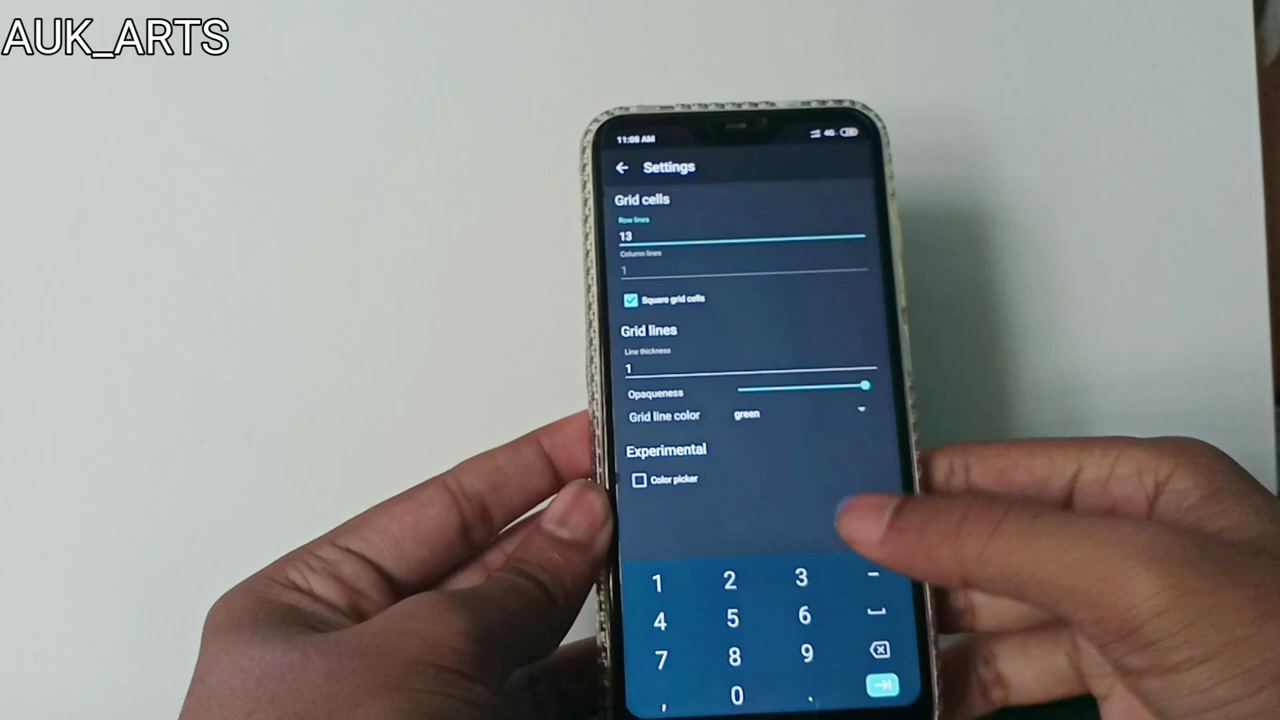 AUK_ARTS
11:08 AM
4G
Settings
Grid cells
Row lines
13
Column lines
1
Square grid cells
Grid lines
Line thickness
1
Opaqueness
Grid line color green
Experimental
Color picker
1 2 3 –
4 5 6
7 8 9
, 0 .